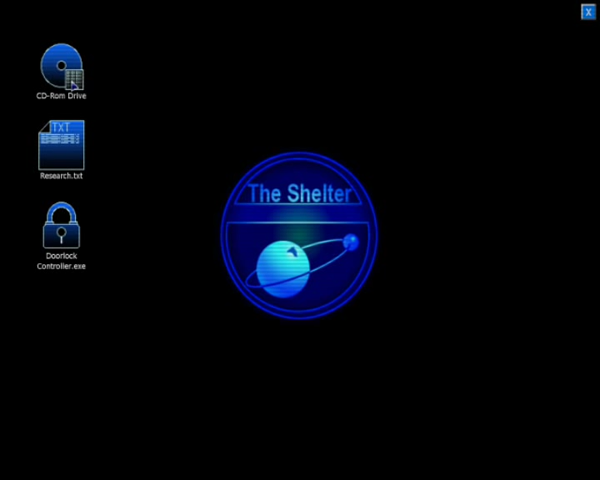 X
CD-Rom Drive
TXT
Research.txt
The Shelter
Doorlock
Controller.exe